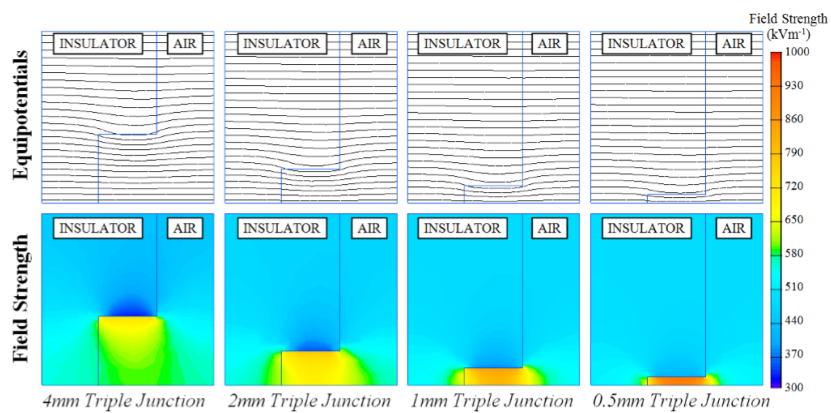 Field Strength
(kVm⁻¹)
INSULATOR AIR INSULATOR AIR INSULATOR AIR INSULATOR AIR
1000
930
860
790
720
650
580
510
440
370
300
Equipotentials
INSULATOR AIR INSULATOR AIR INSULATOR AIR INSULATOR AIR
Field Strength
4mm Triple Junction 2mm Triple Junction 1mm Triple Junction 0.5mm Triple Junction